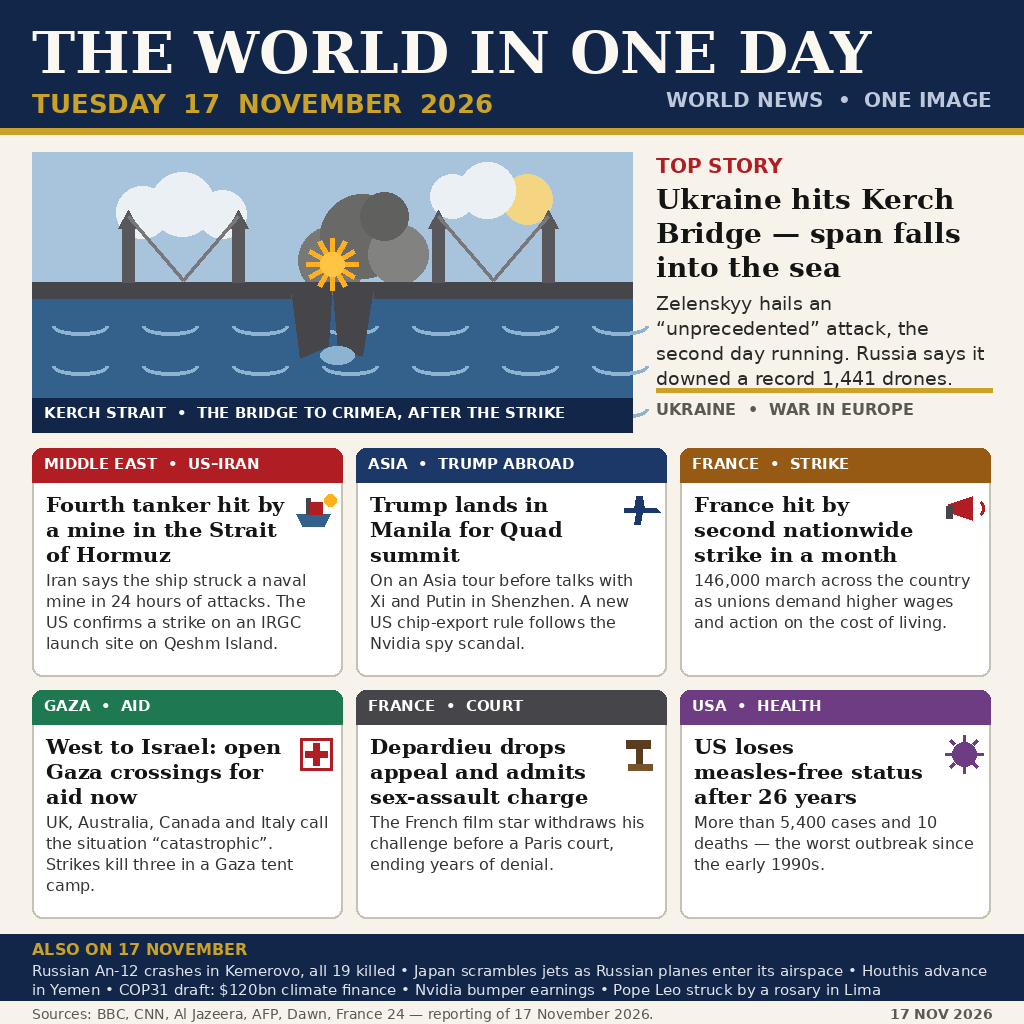 THE WORLD IN ONE DAY
TUESDAY 17 NOVEMBER 2026
WORLD NEWS • ONE IMAGE
KERCH STRAIT • THE BRIDGE TO CRIMEA, AFTER THE STRIKE
TOP STORY
Ukraine hits Kerch
Bridge — span falls
into the sea
Zelenskyy hails an
“unprecedented” attack, the
second day running. Russia says it
downed a record 1,441 drones.
UKRAINE • WAR IN EUROPE
MIDDLE EAST • US–IRAN
Fourth tanker hit by
a mine in the Strait
of Hormuz
Iran says the ship struck a naval
mine in 24 hours of attacks. The
US confirms a strike on an IRGC
launch site on Qeshm Island.
ASIA • TRUMP ABROAD
Trump lands in
Manila for Quad
summit
On an Asia tour before talks with
Xi and Putin in Shenzhen. A new
US chip-export rule follows the
Nvidia spy scandal.
FRANCE • STRIKE
France hit by
second nationwide
strike in a month
146,000 march across the country
as unions demand higher wages
and action on the cost of living.
GAZA • AID
West to Israel: open
Gaza crossings for
aid now
UK, Australia, Canada and Italy call
the situation “catastrophic”.
Strikes kill three in a Gaza tent
camp.
FRANCE • COURT
Depardieu drops
appeal and admits
sex-assault charge
The French film star withdraws his
challenge before a Paris court,
ending years of denial.
USA • HEALTH
US loses
measles-free status
after 26 years
More than 5,400 cases and 10
deaths — the worst outbreak since
the early 1990s.
ALSO ON 17 NOVEMBER
Russian An-12 crashes in Kemerovo, all 19 killed • Japan scrambles jets as Russian planes enter its airspace • Houthis advance
in Yemen • COP31 draft: $120bn climate finance • Nvidia bumper earnings • Pope Leo struck by a rosary in Lima
Sources: BBC, CNN, Al Jazeera, AFP, Dawn, France 24 — reporting of 17 November 2026.
17 NOV 2026